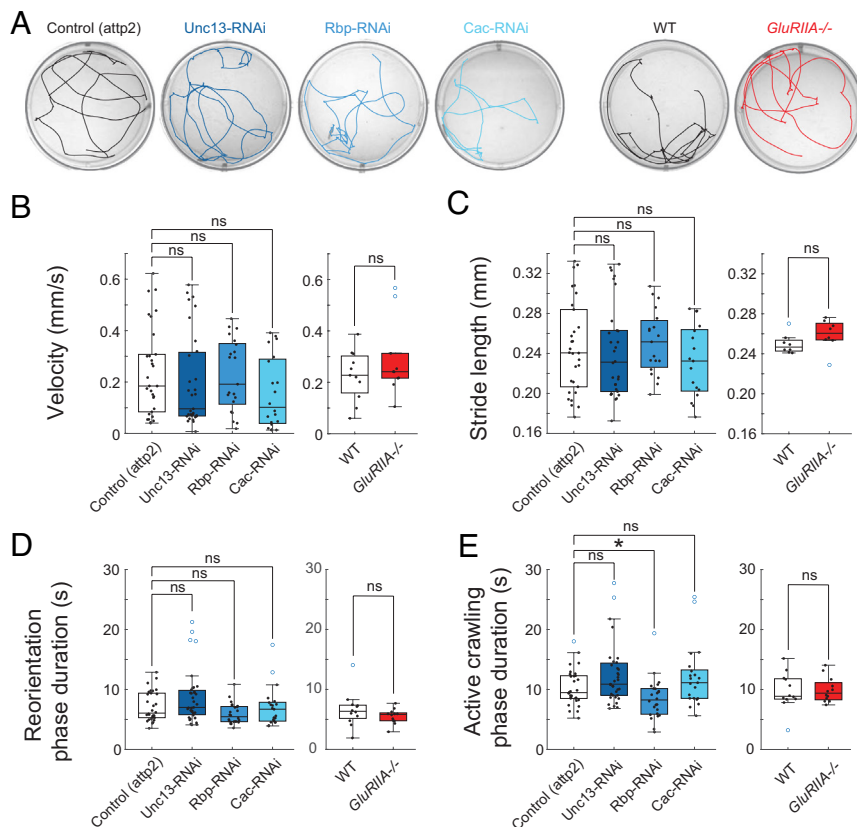 A
Control (attp2)
Unc13-RNAi
Rbp-RNAi
Cac-RNAi
WT
GluRIIA-/-
B
Velocity (mm/s)
0.6
0.4
0.2
0
ns
ns
ns
Control (attp2)
Unc13-RNAi
Rbp-RNAi
Cac-RNAi
0.6
0.4
0.2
0
ns
WT
GluRIIA-/-
C
Stride length (mm)
0.32
0.28
0.24
0.20
0.16
ns
ns
ns
Control (attp2)
Unc13-RNAi
Rbp-RNAi
Cac-RNAi
0.32
0.28
0.24
0.20
0.16
ns
WT
GluRIIA-/-
D
Reorientation
phase duration (s)
30
20
10
0
ns
ns
ns
Control (attp2)
Unc13-RNAi
Rbp-RNAi
Cac-RNAi
30
20
10
0
ns
WT
GluRIIA-/-
E
Active crawling
phase duration (s)
30
20
10
0
ns
*
ns
Control (attp2)
Unc13-RNAi
Rbp-RNAi
Cac-RNAi
30
20
10
0
ns
WT
GluRIIA-/-